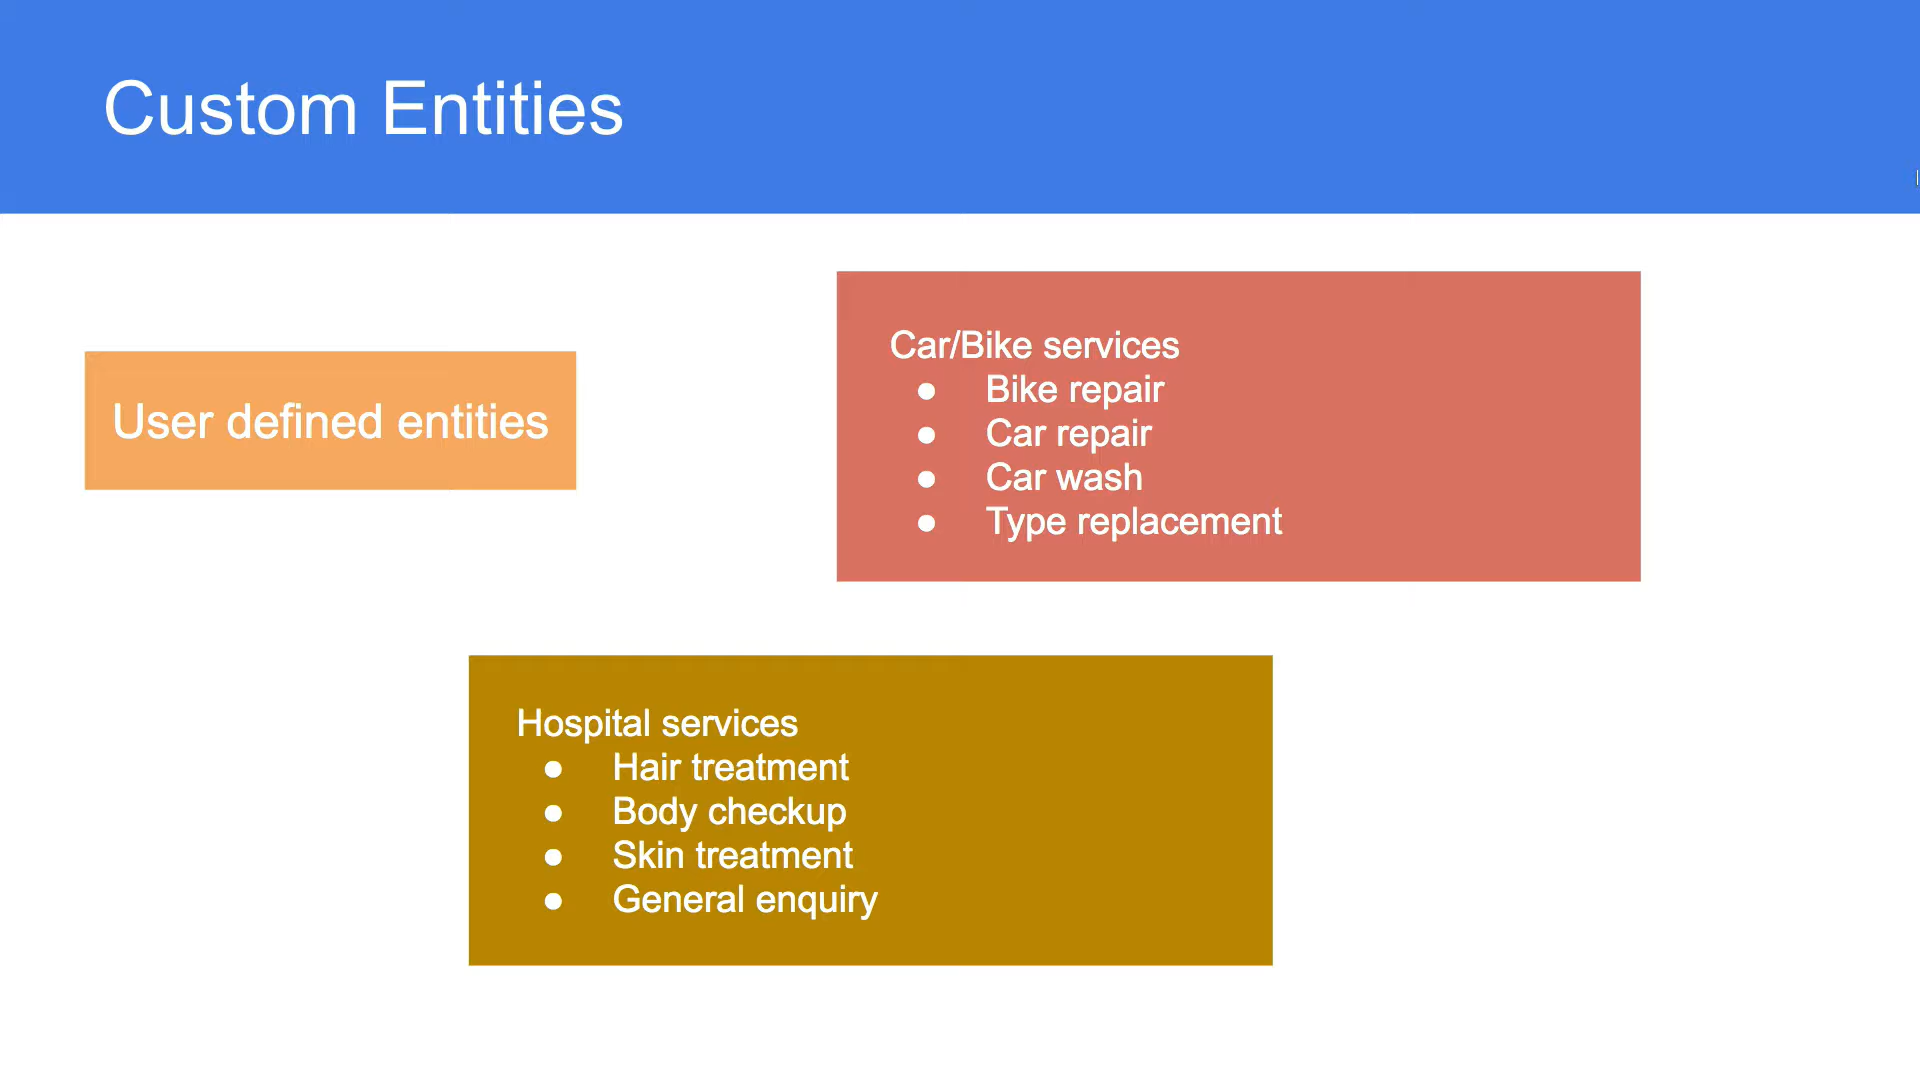 Custom Entities
User defined entities
Car/Bike services
● Bike repair
● Car repair
● Car wash
● Type replacement
Hospital services
● Hair treatment
● Body checkup
● Skin treatment
● General enquiry